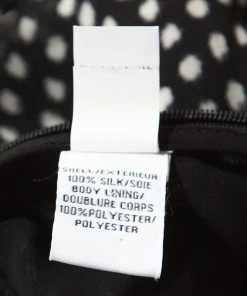 SHELL/EXTERIEUR
100% SILK/SOIE
BODY LINING/
DOUBLURE CORPS
100%POLYESTER/
POLYESTER